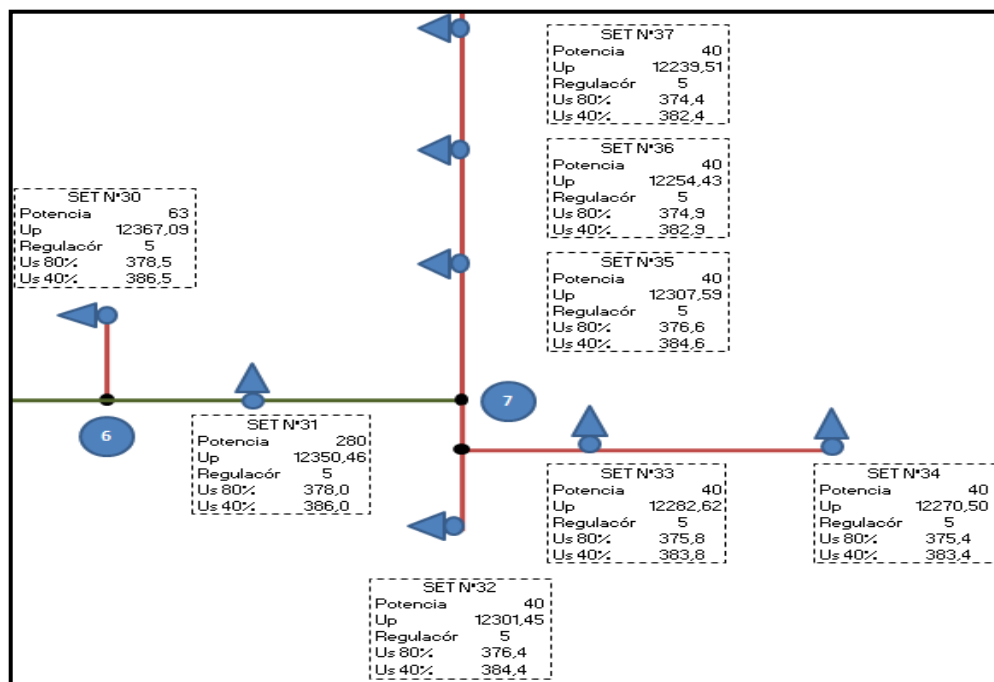 SET N°37
Potencia 40
Up 12239,51
Regulacór 5
Us 80% 374,4
Us 40% 382,4
SET N°36
Potencia 40
Up 12254,43
Regulacór 5
Us 80% 374,9
Us 40% 382,9
SET N°30
Potencia 63
Up 12367,09
Regulacór 5
Us 80% 378,5
Us 40% 386,5
SET N°35
Potencia 40
Up 12307,59
Regulacór 5
Us 80% 376,6
Us 40% 384,6
6
7
SET N°31
Potencia 280
Up 12350,46
Regulacór 5
Us 80% 378,0
Us 40% 386,0
SET N°33
Potencia 40
Up 12282,62
Regulacór 5
Us 80% 375,8
Us 40% 383,8
SET N°34
Potencia 40
Up 12270,50
Regulacór 5
Us 80% 375,4
Us 40% 383,4
SET N°32
Potencia 40
Up 12301,45
Regulacór 5
Us 80% 376,4
Us 40% 384,4